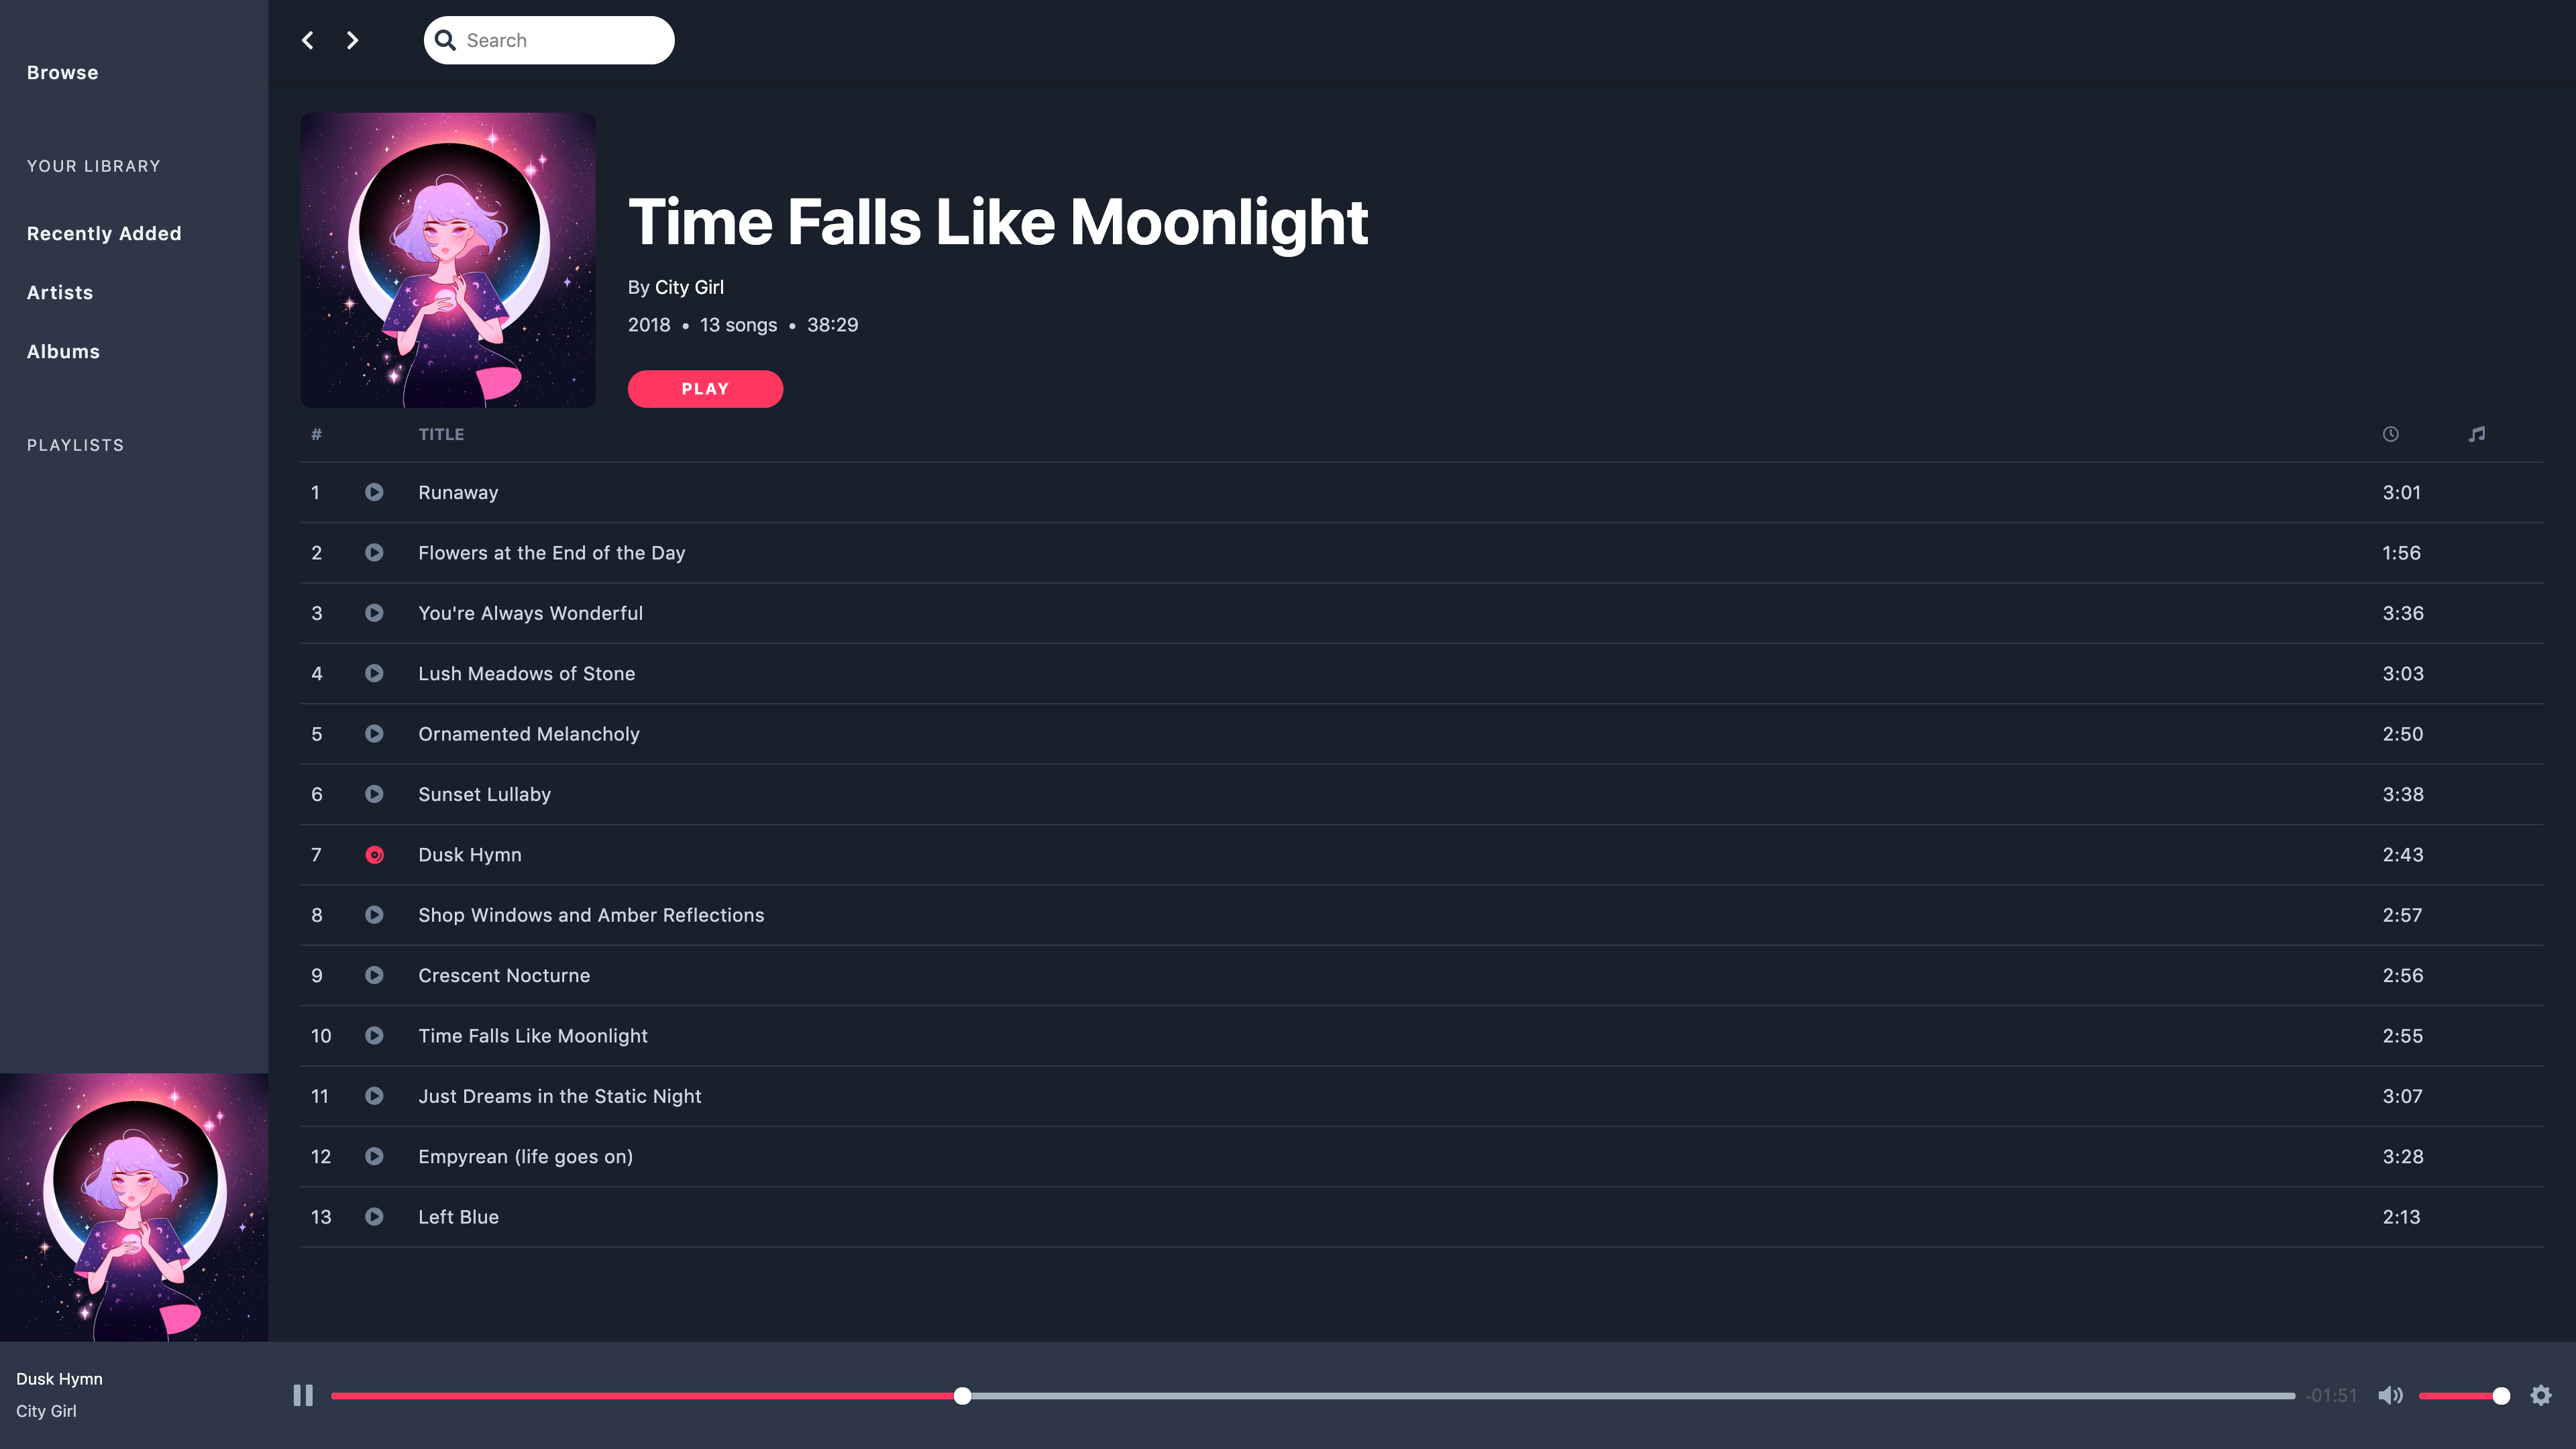 Browse
YOUR LIBRARY
Recently Added
Artists
Albums
PLAYLISTS
Search
Time Falls Like Moonlight
By City Girl
2018 • 13 songs • 38:29
PLAY
# TITLE
1 Runaway 3:01
2 Flowers at the End of the Day 1:56
3 You're Always Wonderful 3:36
4 Lush Meadows of Stone 3:03
5 Ornamented Melancholy 2:50
6 Sunset Lullaby 3:38
7 Dusk Hymn 2:43
8 Shop Windows and Amber Reflections 2:57
9 Crescent Nocturne 2:56
10 Time Falls Like Moonlight 2:55
11 Just Dreams in the Static Night 3:07
12 Empyrean (life goes on) 3:28
13 Left Blue 2:13
Dusk Hymn
City Girl
-01:51